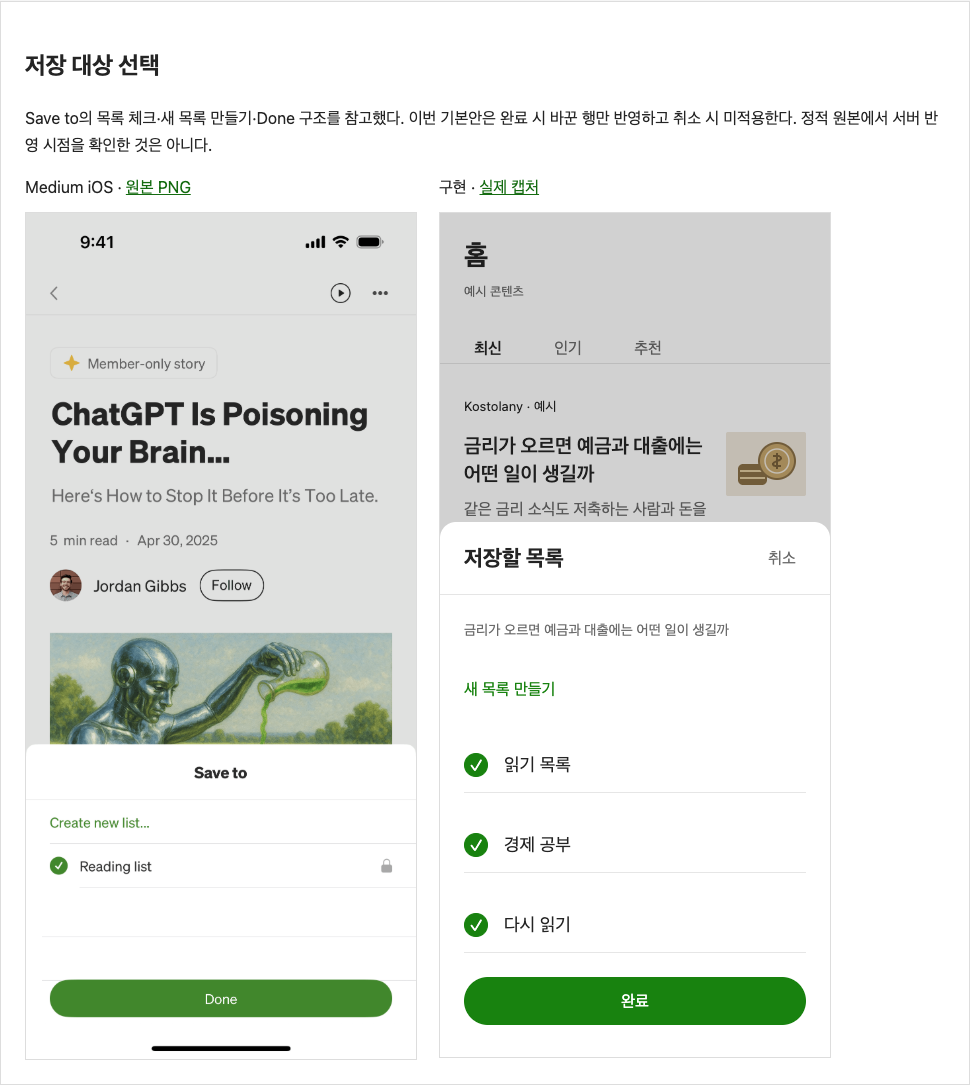 저장 대상 선택
Save to의 목록 체크·새 목록 만들기·Done 구조를 참고했다. 이번 기본안은 완료 시 바꾼 행만 반영하고 취소 시 미적용한다. 정적 원본에서 서버 반
영 시점을 확인한 것은 아니다.
Medium iOS · 원본 PNG
9:41
Member-only story
ChatGPT Is Poisoning
Your Brain...
Here's How to Stop It Before It's Too Late.
5 min read · Apr 30, 2025
Jordan Gibbs
Follow
Save to
Create new list...
Reading list
Done
구현 · 실제 캡처
홈
예시 콘텐츠
최신 인기 추천
Kostolany · 예시
금리가 오르면 예금과 대출에는
어떤 일이 생길까
같은 금리 소식도 저축하는 사람과 돈을
저장할 목록
취소
금리가 오르면 예금과 대출에는 어떤 일이 생길까
새 목록 만들기
읽기 목록
경제 공부
다시 읽기
완료